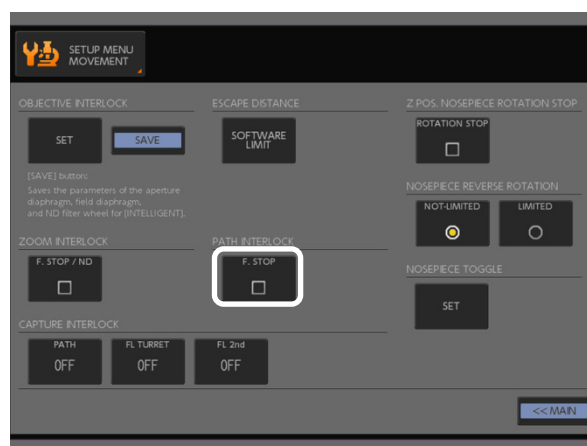 SETUP MENU
MOVEMENT
OBJECTIVE INTERLOCK
SET
SAVE
[SAVE] button:
Saves the parameters of the aperture
diaphragm, field diaphragm,
and ND filter wheel for [INTELLIGENT].
ESCAPE DISTANCE
SOFTWARE
LIMIT
Z POS. NOSEPIECE ROTATION STOP
ROTATION STOP
NOSEPIECE REVERSE ROTATION
NOT-LIMITED
LIMITED
ZOOM INTERLOCK
F. STOP / ND
PATH INTERLOCK
F. STOP
NOSEPIECE TOGGLE
SET
CAPTURE INTERLOCK
PATH
OFF
FL TURRET
OFF
FL 2nd
OFF
<< MAIN